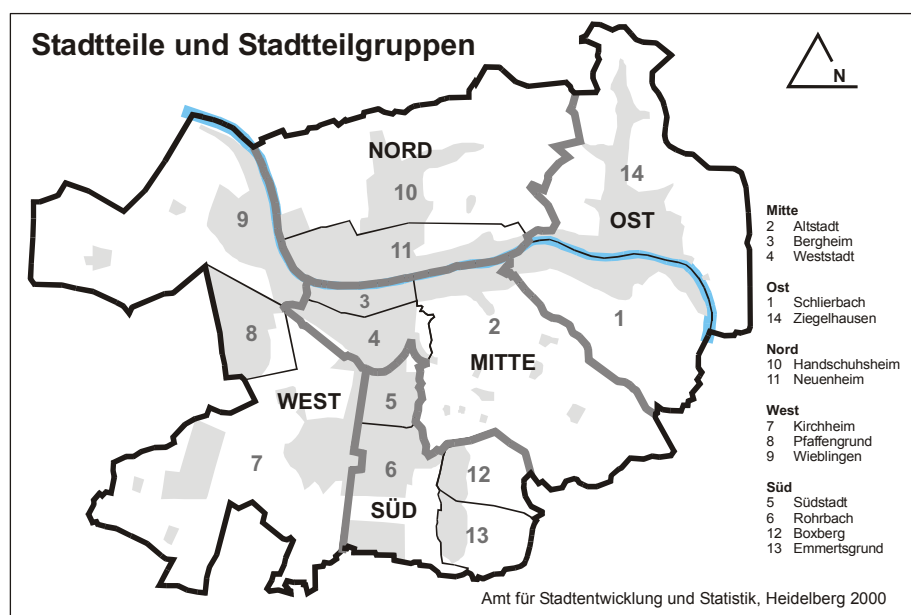 Stadtteile und Stadtteilgruppen
N
NORD
14
10
9
OST
11
3
2
1
8
4
MITTE
WEST
5
7
6
12
SÜD
13
Mitte
2 Altstadt
3 Bergheim
4 Weststadt
Ost
1 Schlierbach
14 Ziegelhausen
Nord
10 Handschuhsheim
11 Neuenheim
West
7 Kirchheim
8 Pfaffengrund
9 Wieblingen
Süd
5 Südstadt
6 Rohrbach
12 Boxberg
13 Emmertsgrund
Amt für Stadtentwicklung und Statistik, Heidelberg 2000